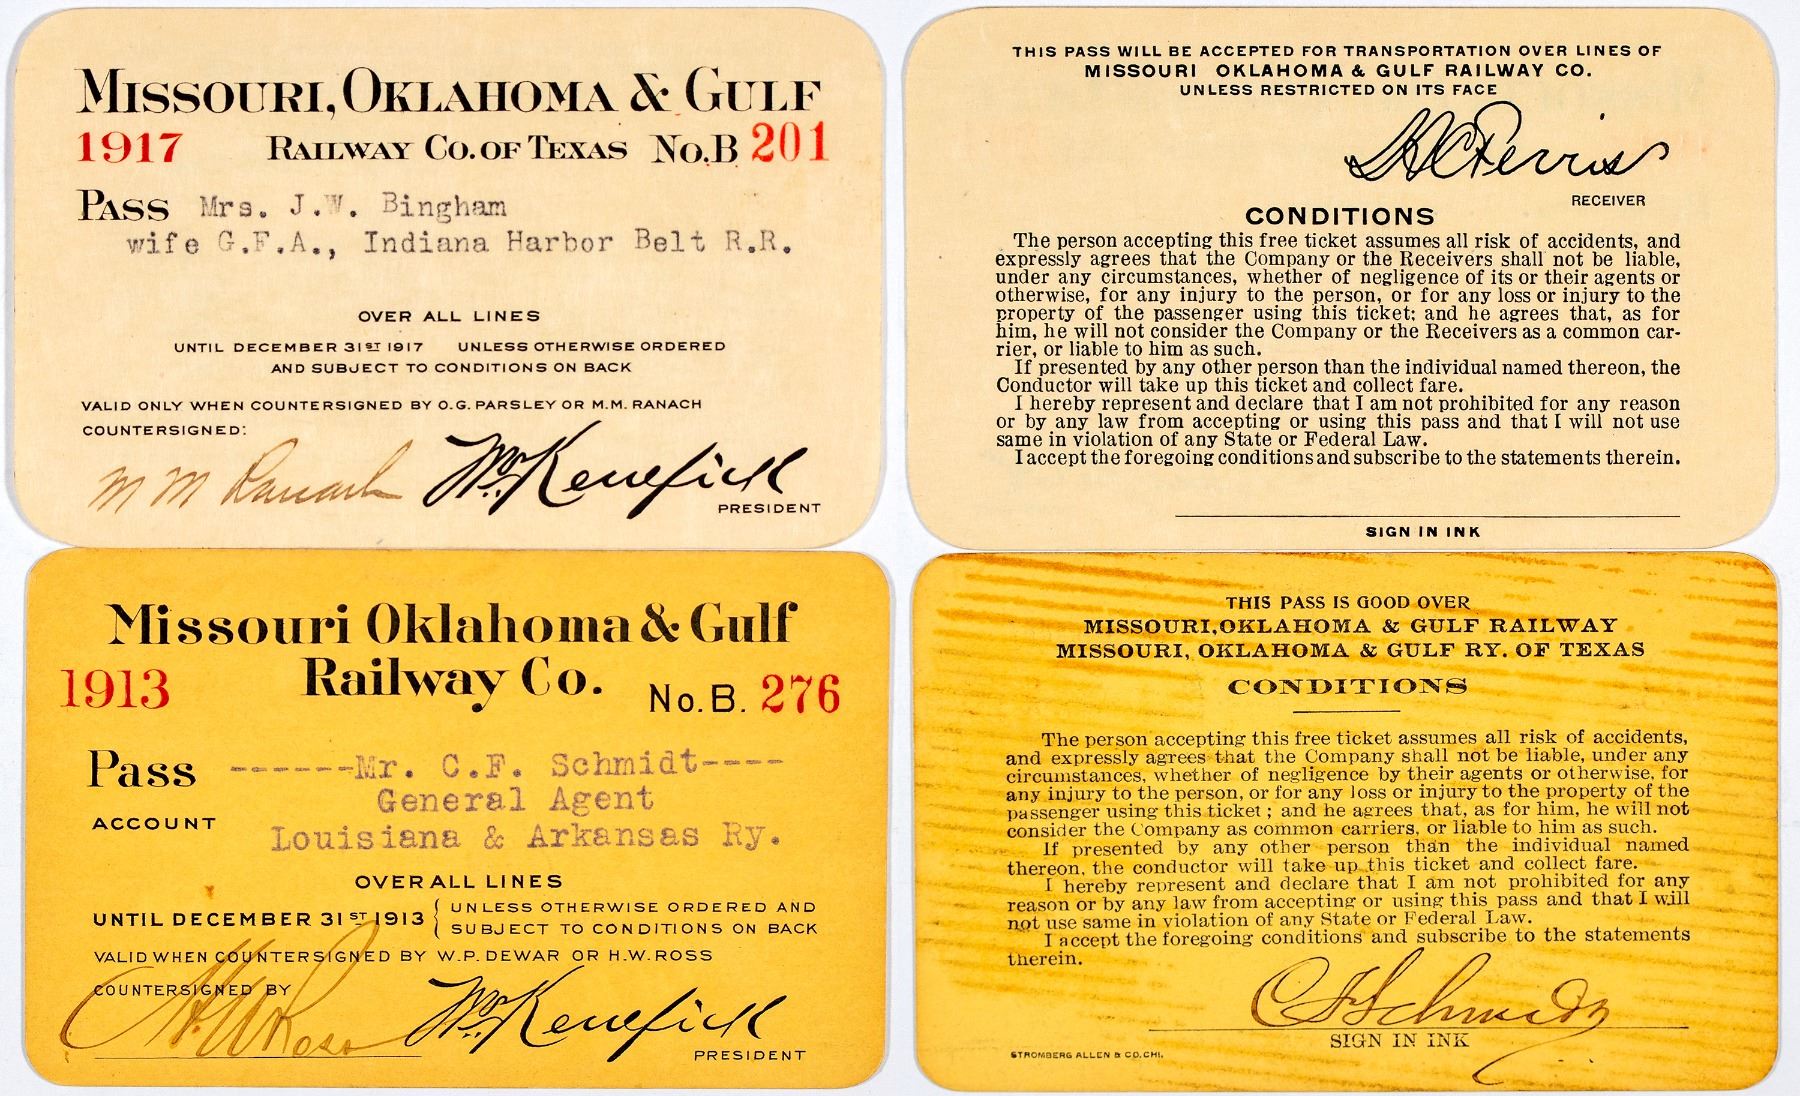 MISSOURI, OKLAHOMA & GULF
1917 RAILWAY CO. OF TEXAS No. B 201
PASS Mrs. J.W. Bingham
wife G.F.A., Indiana Harbor Belt R.R.
OVER ALL LINES
UNTIL DECEMBER 31ST 1917 UNLESS OTHERWISE ORDERED
AND SUBJECT TO CONDITIONS ON BACK
VALID ONLY WHEN COUNTERSIGNED BY O.G. PARSLEY OR M.M. RANACH
COUNTERSIGNED:
M M Ranach Wm. Kenefick
PRESIDENT
THIS PASS WILL BE ACCEPTED FOR TRANSPORTATION OVER LINES OF
MISSOURI OKLAHOMA & GULF RAILWAY CO.
UNLESS RESTRICTED ON ITS FACE
H C Ferris
RECEIVER
CONDITIONS
The person accepting this free ticket assumes all risk of accidents, and
expressly agrees that the Company or the Receivers shall not be liable,
under any circumstances, whether of negligence of its or their agents or
otherwise, for any injury to the person, or for any loss or injury to the
property of the passenger using this ticket; and he agrees that, as for
him, he will not consider the Company or the Receivers as a common car-
rier, or liable to him as such.
If presented by any other person than the individual named thereon, the
Conductor will take up this ticket and collect fare.
I hereby represent and declare that I am not prohibited for any reason
or by any law from accepting or using this pass and that I will not use
same in violation of any State or Federal Law.
I accept the foregoing conditions and subscribe to the statements therein.
SIGN IN INK
Missouri Oklahoma & Gulf
Railway Co.
1913 No. B. 276
Pass ------Mr. C.F. Schmidt----
General Agent
ACCOUNT
Louisiana & Arkansas Ry.
OVER ALL LINES
UNTIL DECEMBER 31ST 1913 { UNLESS OTHERWISE ORDERED AND
SUBJECT TO CONDITIONS ON BACK
VALID WHEN COUNTERSIGNED BY W.P. DEWAR OR H.W. ROSS
COUNTERSIGNED BY
H.W. Ross Wm. Kenefick
PRESIDENT
THIS PASS IS GOOD OVER
MISSOURI, OKLAHOMA & GULF RAILWAY
MISSOURI, OKLAHOMA & GULF RY. OF TEXAS
CONDITIONS
The person accepting this free ticket assumes all risk of accidents,
and expressly agrees that the Company shall not be liable, under any
circumstances, whether of negligence by their agents or otherwise, for
any injury to the person, or for any loss or injury to the property of the
passenger using this ticket; and he agrees that, as for him, he will not
consider the Company as common carriers, or liable to him as such.
If presented by any other person than the individual named
thereon, the conductor will take up this ticket and collect fare.
I hereby represent and declare that I am not prohibited for any
reason or by any law from accepting or using this pass and that I will
not use same in violation of any State or Federal Law.
I accept the foregoing conditions and subscribe to the statements
therein.
C F Schmidt
SIGN IN INK
STROMBERG ALLEN & CO. CHI.